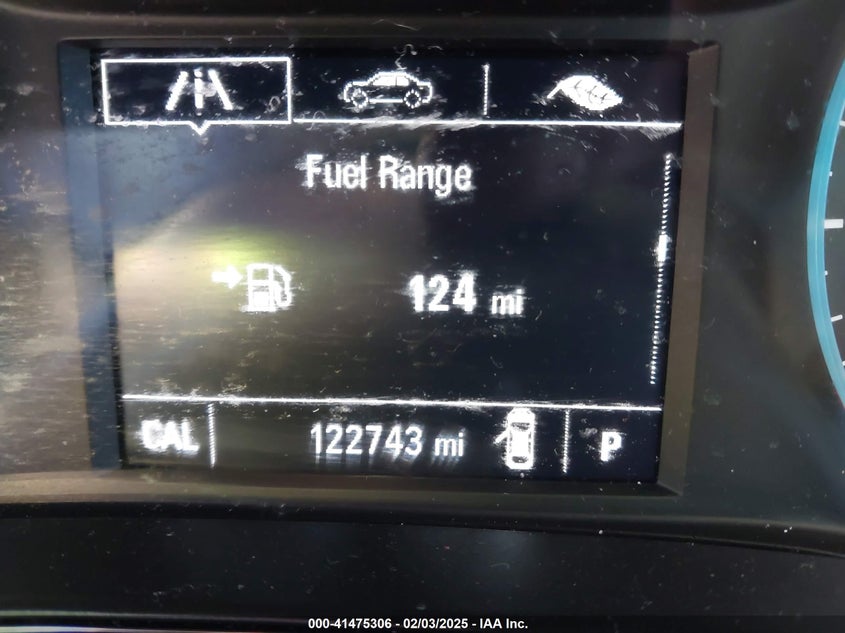 Fuel Range
124 mi
CAL 122743 mi P
000-41475306 - 02/03/2025 - IAA Inc.